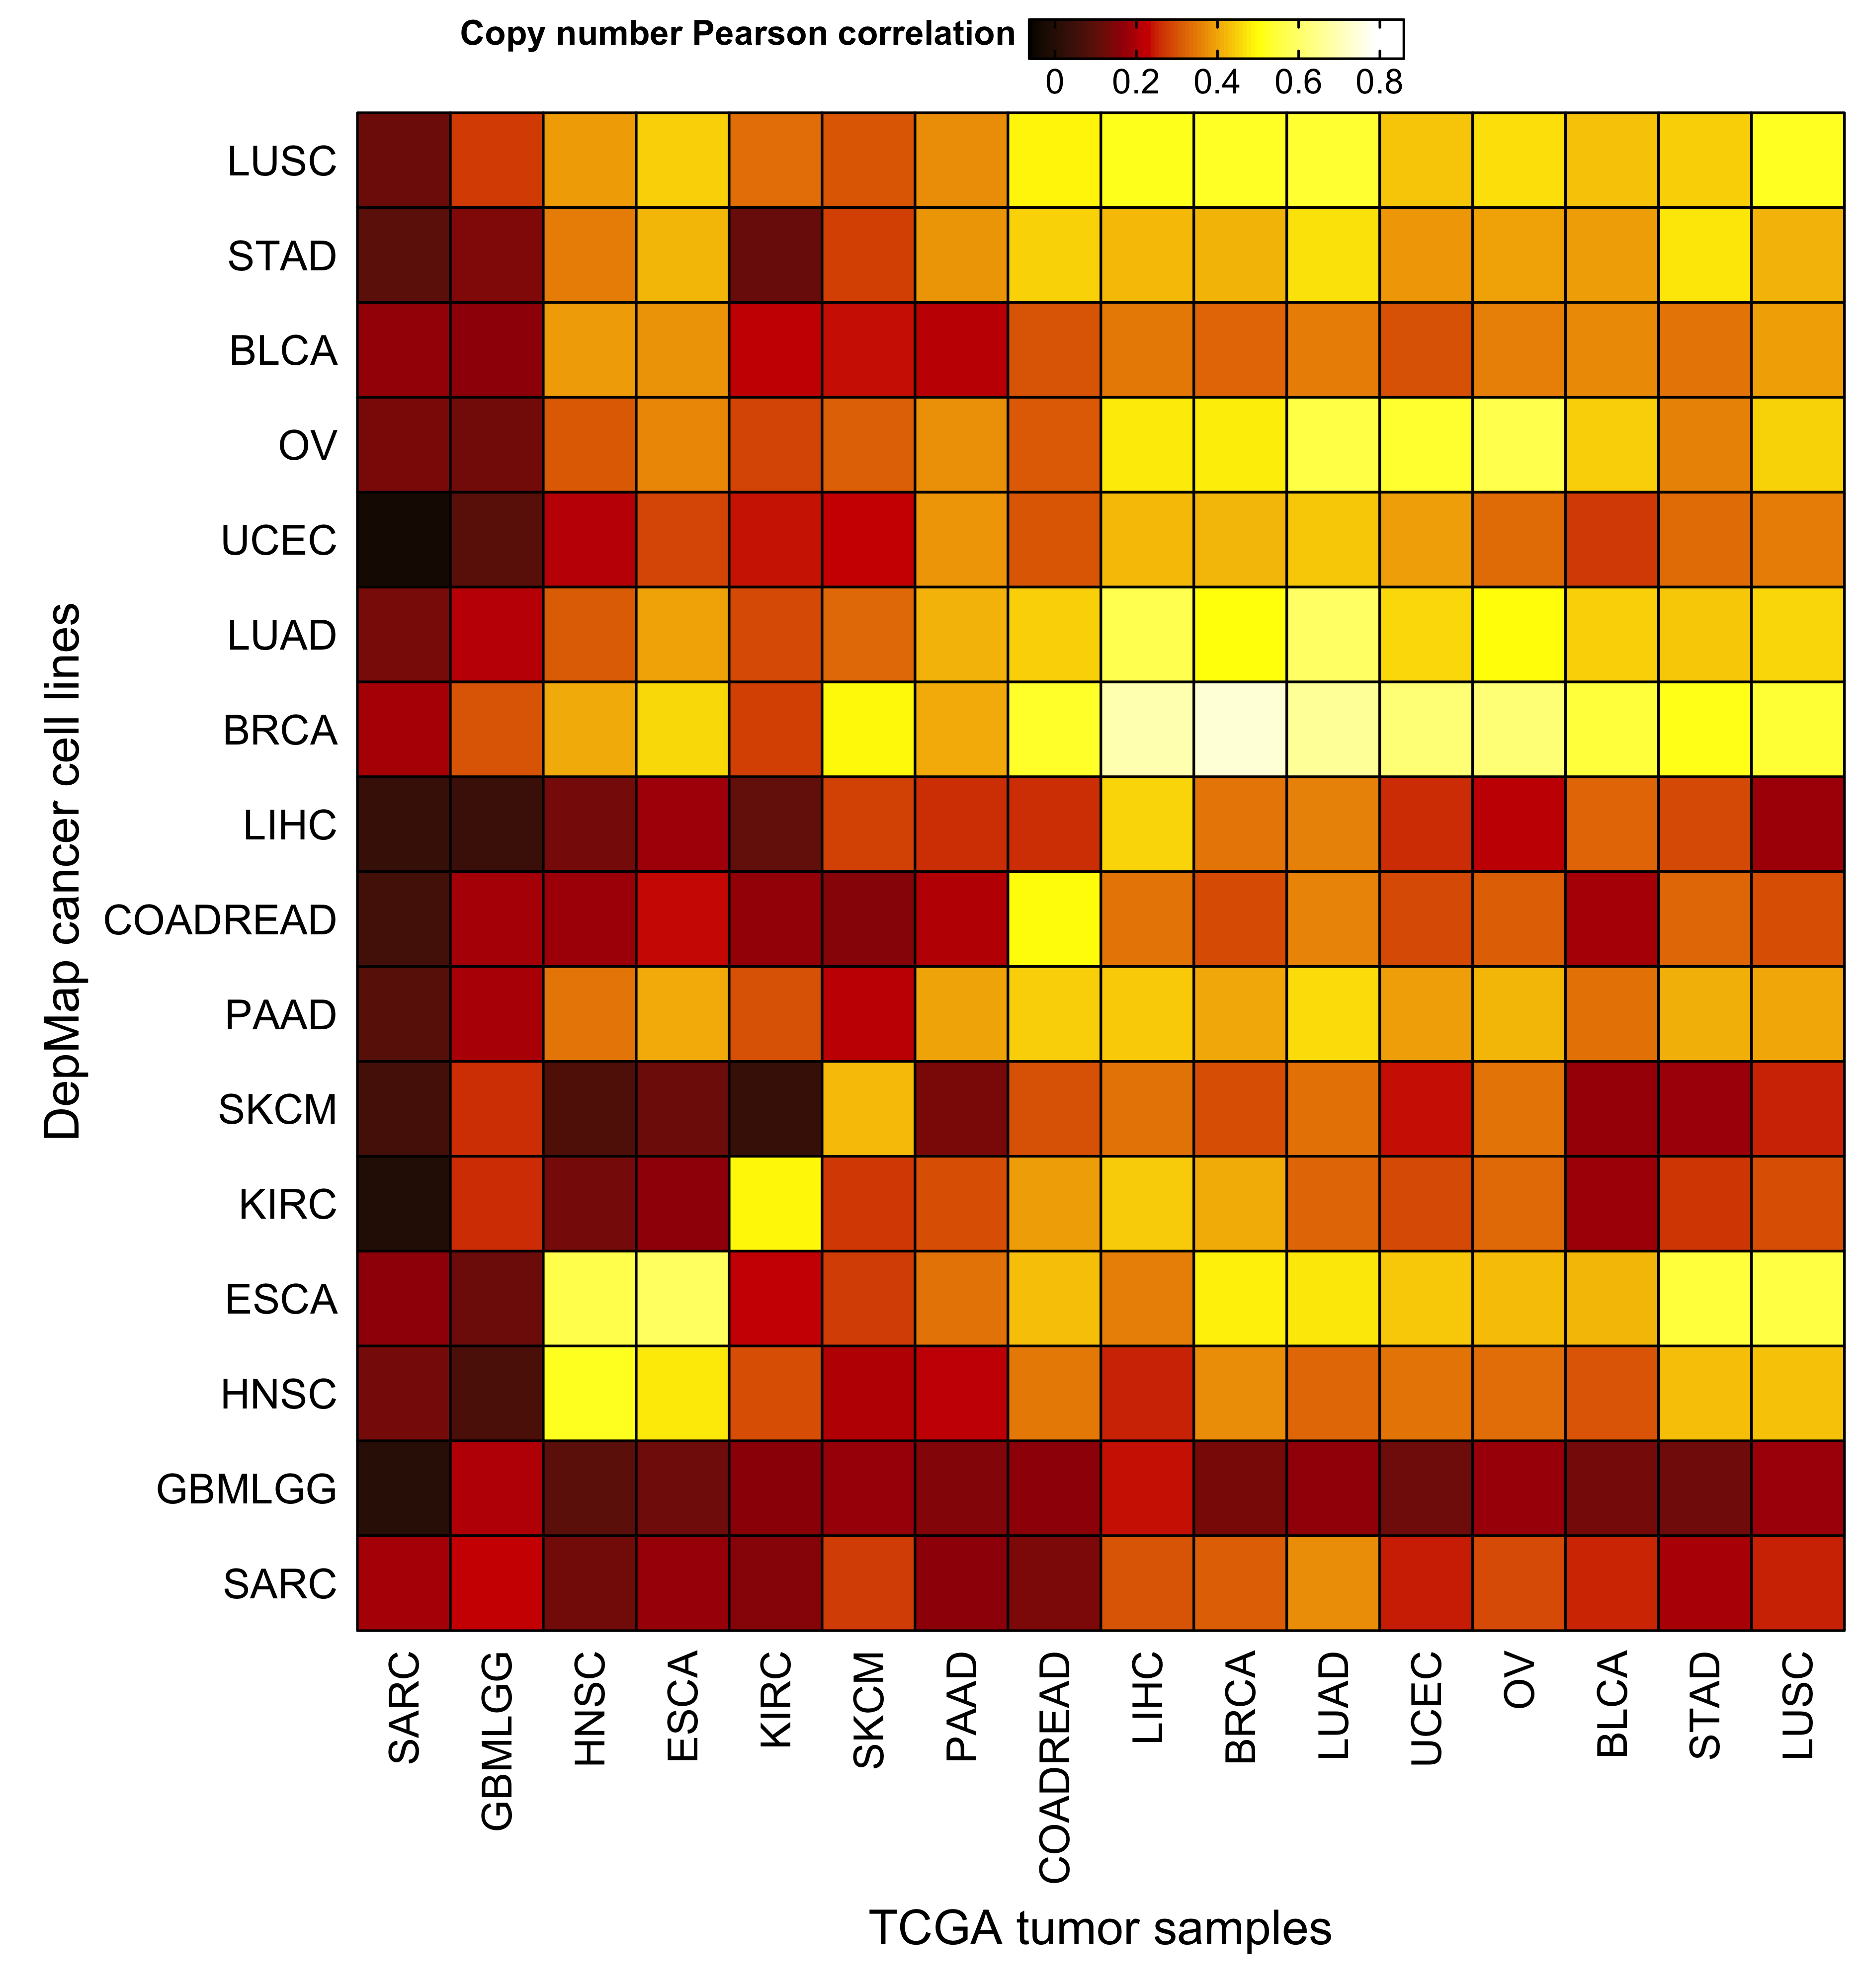 Copy number Pearson correlation
0 0.2 0.4 0.6 0.8
DepMap cancer cell lines
LUSC
STAD
BLCA
OV
UCEC
LUAD
BRCA
LIHC
COADREAD
PAAD
SKCM
KIRC
ESCA
HNSC
GBMLGG
SARC
SARC
GBMLGG
HNSC
ESCA
KIRC
SKCM
PAAD
COADREAD
LIHC
BRCA
LUAD
UCEC
OV
BLCA
STAD
LUSC
TCGA tumor samples